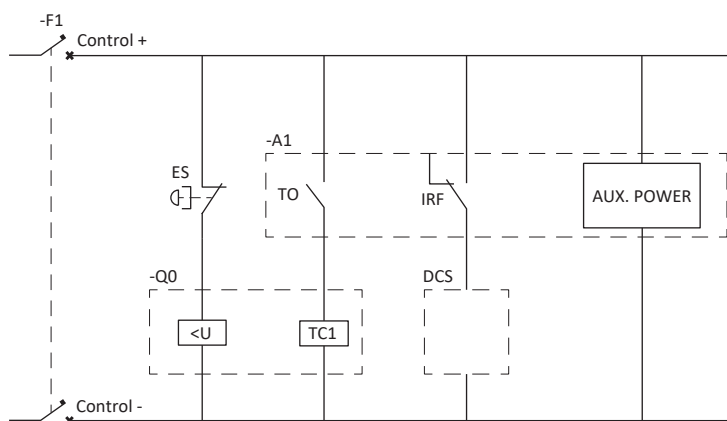 -F1
Control +
-A1
ES
TO
IRF
AUX. POWER
-Q0
DCS
<U
TC1
Control -